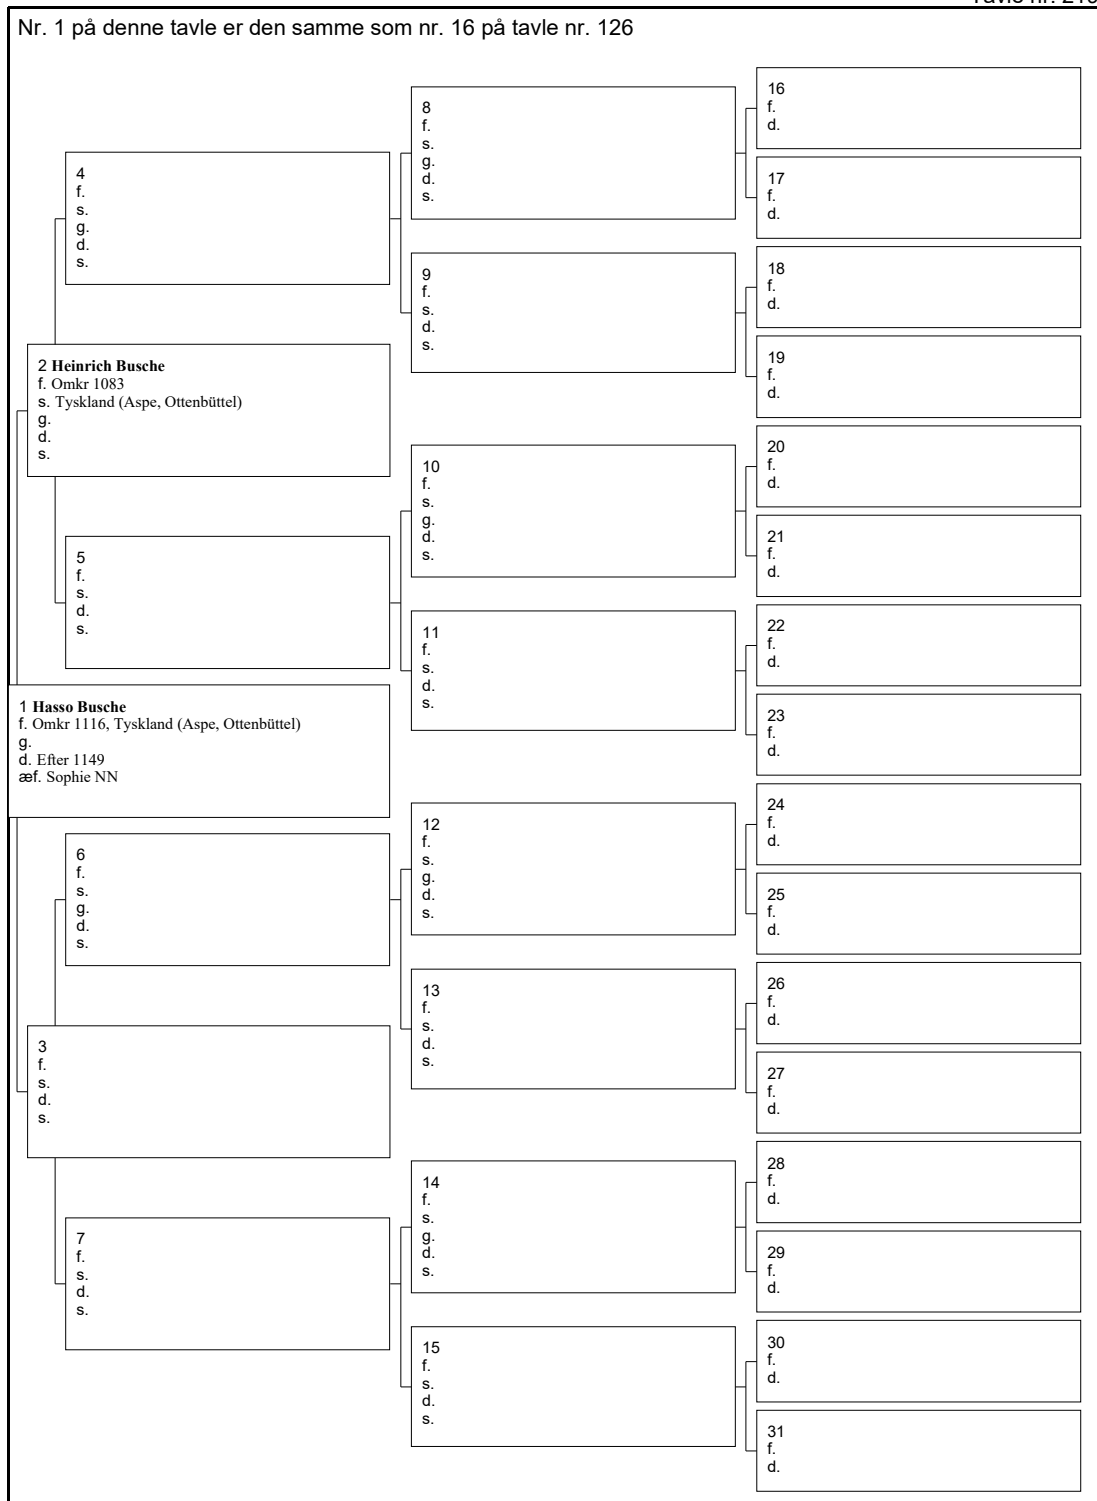 Nr. 1 på denne tavle er den samme som nr. 16 på tavle nr. 126
16
f.
d.
8
f.
s.
g.
d.
s.
17
f.
d.
4
f.
s.
g.
d.
s.
18
f.
d.
9
f.
s.
d.
s.
19
f.
d.
2 Heinrich Busche
f. Omkr 1083
s. Tyskland (Aspe, Ottenbüttel)
g.
d.
s.
20
f.
d.
10
f.
s.
g.
d.
s.
21
f.
d.
5
f.
s.
d.
s.
22
f.
d.
11
f.
s.
d.
s.
23
f.
d.
1 Hasso Busche
f. Omkr 1116, Tyskland (Aspe, Ottenbüttel)
g.
d. Efter 1149
æf. Sophie NN
24
f.
d.
12
f.
s.
g.
d.
s.
25
f.
d.
6
f.
s.
g.
d.
s.
26
f.
d.
13
f.
s.
d.
s.
27
f.
d.
3
f.
s.
d.
s.
28
f.
d.
14
f.
s.
g.
d.
s.
29
f.
d.
7
f.
s.
d.
s.
30
f.
d.
15
f.
s.
d.
s.
31
f.
d.